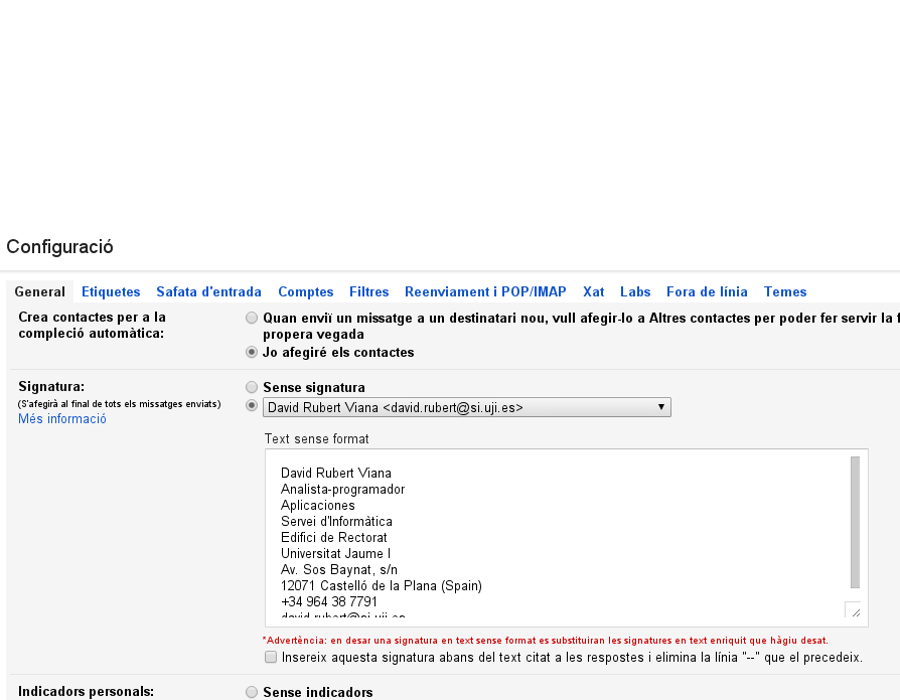 Configuració
General Etiquetes Safata d'entrada Comptes Filtres Reenviament i POP/IMAP Xat Labs Fora de línia Temes
Crea contactes per a la
compleció automàtica:
Quan enviï un missatge a un destinatari nou, vull afegir-lo a Altres contactes per poder fer servir la f
propera vegada
Jo afegiré els contactes
Signatura:
(S'afegirà al final de tots els missatges enviats)
Més informació
Sense signatura
David Rubert Viana <david.rubert@si.uji.es>
Text sense format
David Rubert Viana
Analista-programador
Aplicaciones
Servei d'Informàtica
Edifici de Rectorat
Universitat Jaume I
Av. Sos Baynat, s/n
12071 Castelló de la Plana (Spain)
+34 964 38 7791
david.rubert@si.uji.es
*Advertència: en desar una signatura en text sense format es substituiran les signatures en text enriquit que hàgiu desat.
Insereix aquesta signatura abans del text citat a les respostes i elimina la línia "--" que el precedeix.
Indicadors personals:
Sense indicadors